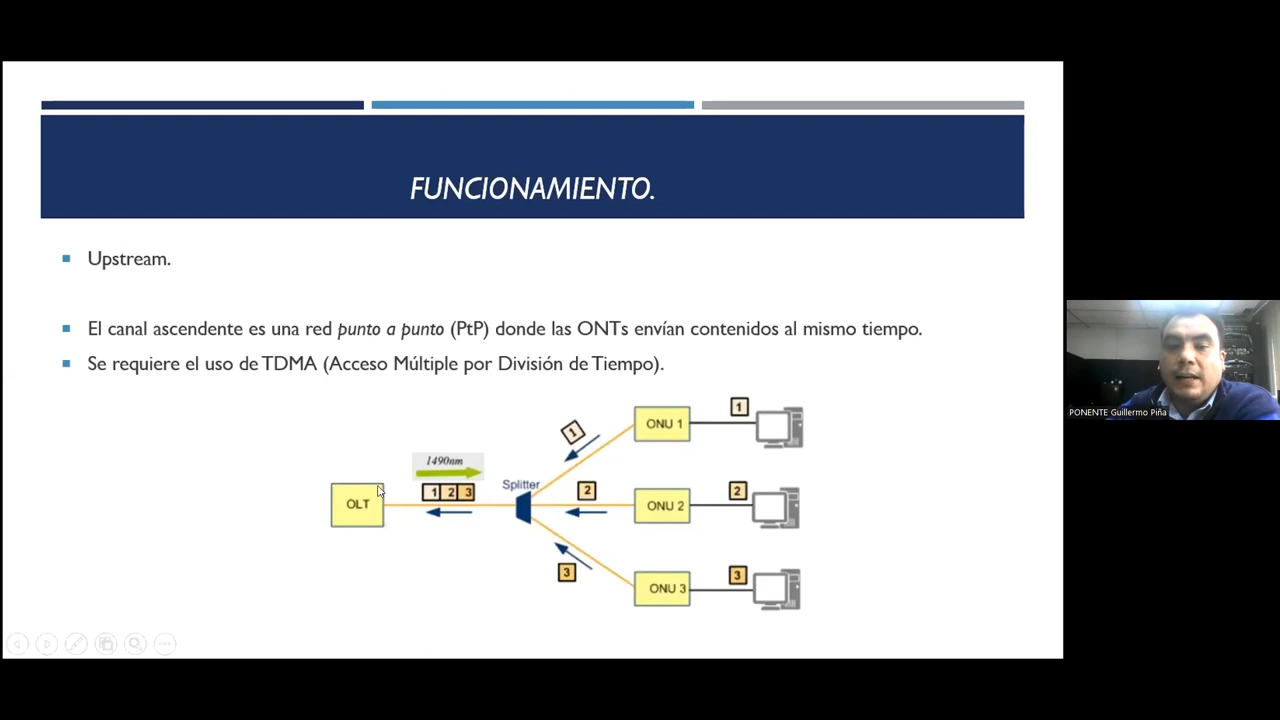 FUNCIONAMIENTO.
Upstream.
El canal ascendente es una red punto a punto (PtP) donde las ONTs envían contenidos al mismo tiempo.
Se requiere el uso de TDMA (Acceso Múltiple por División de Tiempo).
1
ONU 1
1
1490nm
Splitter
OLT
1 2 3
2
ONU 2
2
3
ONU 3
3
PONENTE Guillermo Piña